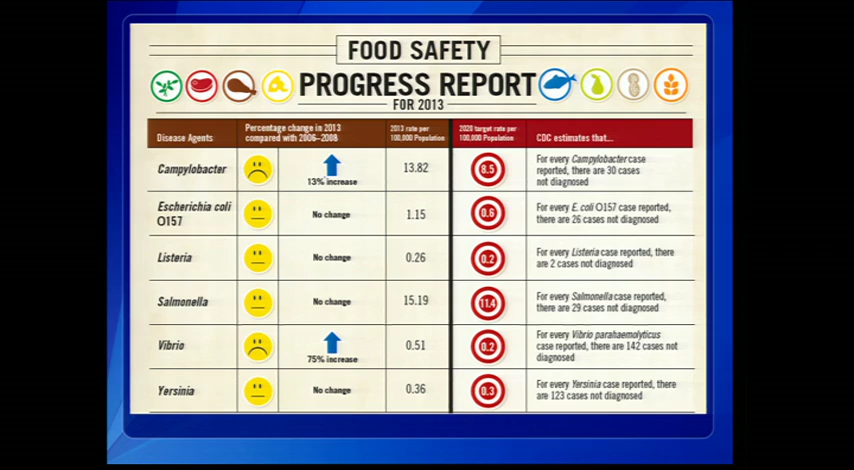 FOOD SAFETY
PROGRESS REPORT
FOR 2013
Disease Agents
Percentage change in 2013
compared with 2006–2008
2013 rate per
100,000 Population
2020 target rate per
100,000 Population
CDC estimates that...
Campylobacter
13% increase
13.82
8.5
For every Campylobacter case
reported, there are 30 cases
not diagnosed
Escherichia coli
O157
No change
1.15
0.6
For every E. coli O157 case reported,
there are 26 cases not diagnosed
Listeria
No change
0.26
0.2
For every Listeria case reported, there
are 2 cases not diagnosed
Salmonella
No change
15.19
11.4
For every Salmonella case reported,
there are 29 cases not diagnosed
Vibrio
75% increase
0.51
0.2
For every Vibrio parahaemolyticus
case reported, there are 142 cases not
diagnosed
Yersinia
No change
0.36
0.3
For every Yersinia case reported, there
are 123 cases not diagnosed